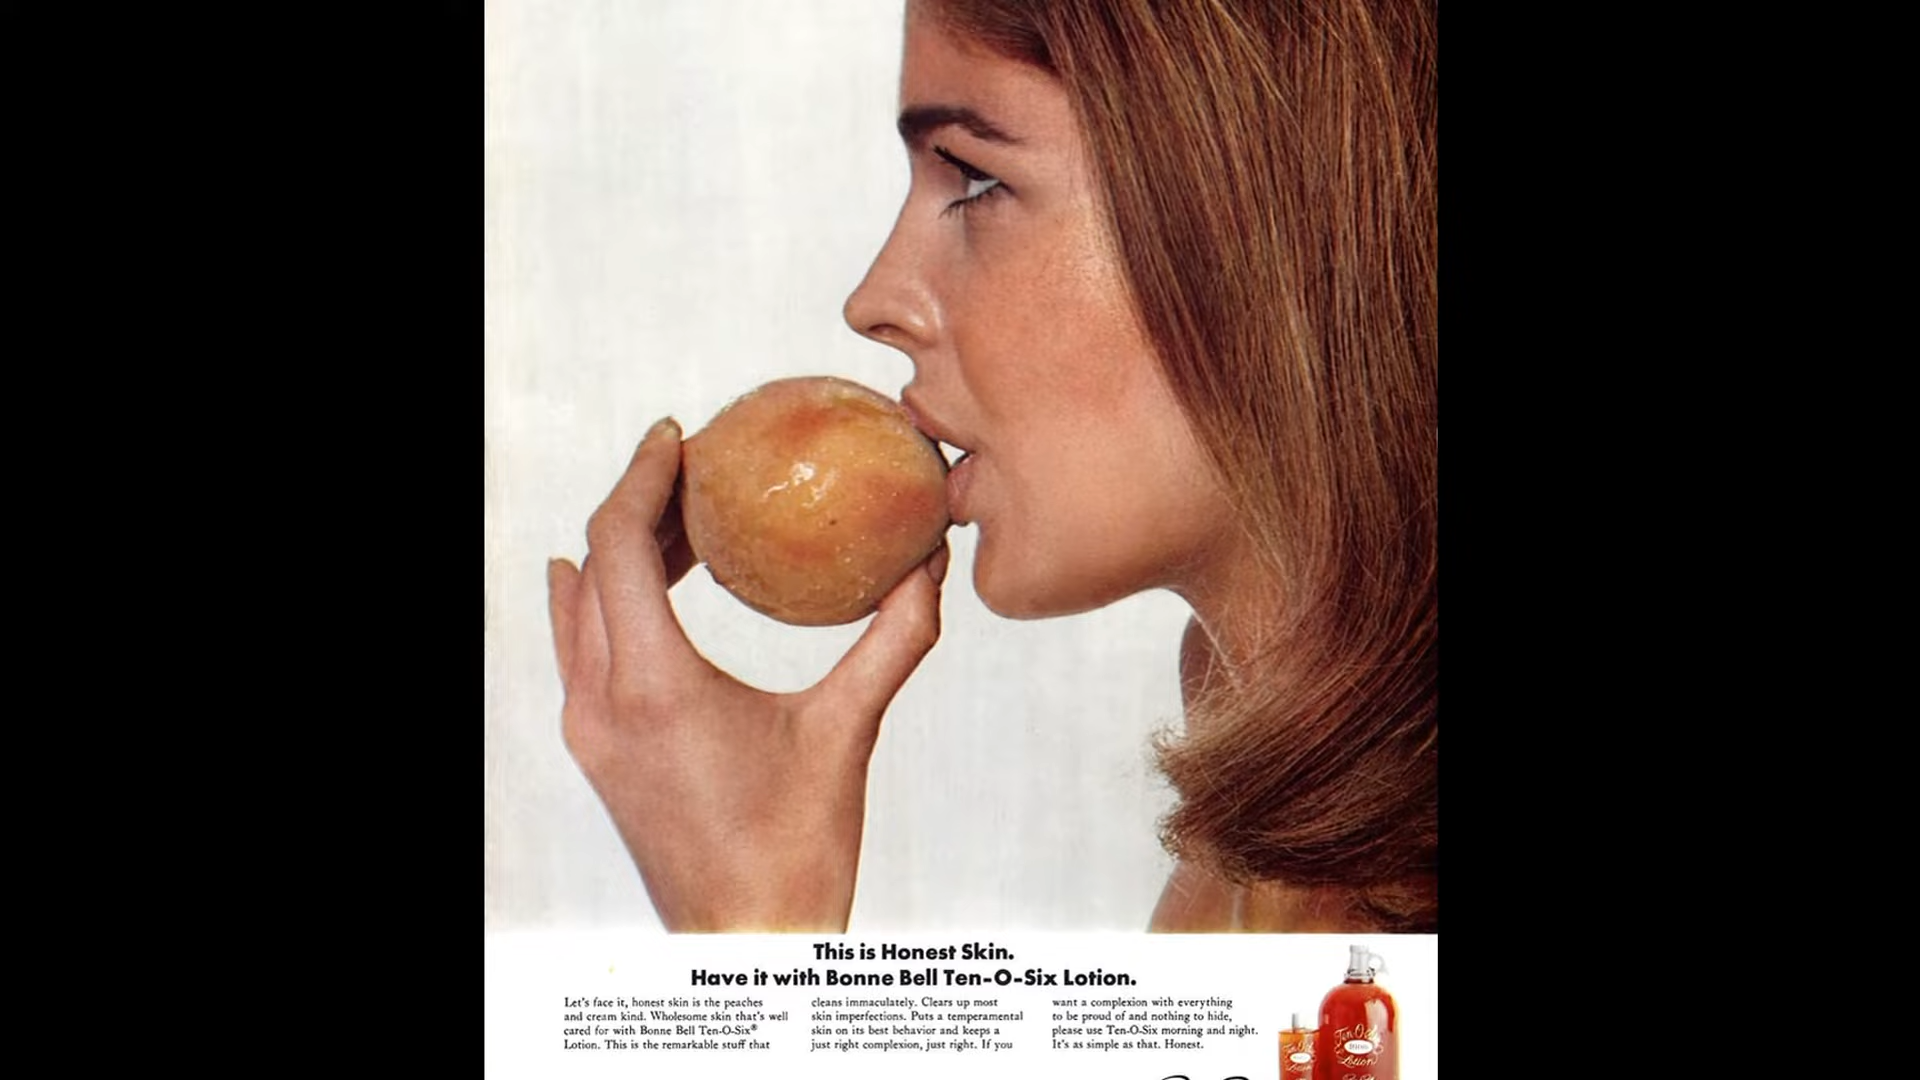 This is Honest Skin.
Have it with Bonne Bell Ten-O-Six Lotion.
Let's face it, honest skin is the peaches
and cream kind. Wholesome skin that's well
cared for with Bonne Bell Ten-O-Six®
Lotion. This is the remarkable stuff that
cleans immaculately. Clears up most
skin imperfections. Puts a temperamental
skin on its best behavior and keeps a
just right complexion, just right. If you
want a complexion with everything
to be proud of and nothing to hide,
please use Ten-O-Six morning and night.
It's as simple as that. Honest.
Ten·O·Six
Lotion